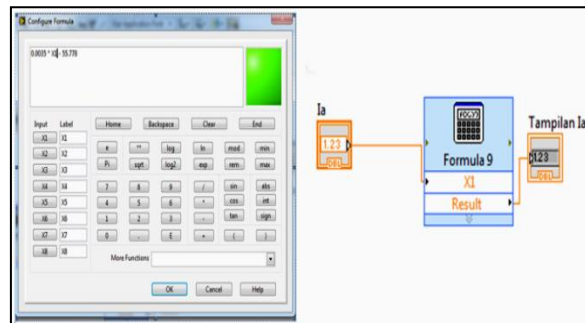 Configure Formula
0.0035 * X1 - 55.778
Input Label
Home Backspace Clear End
X1 X1
X2 X2
X3 X3
X4 X4
X5 X5
X6 X6
X7 X7
X8 X8
e ** log ln mod min
Pi sqrt log2 exp rem max
7 8 9 / sin abs
4 5 6 * cos int
1 2 3 - tan sign
0 . E + ( )
More Functions
OK Cancel Help
Ia
1.23
DBL
Formula 9
X1
Result
Tampilan Ia
1.23
DBL